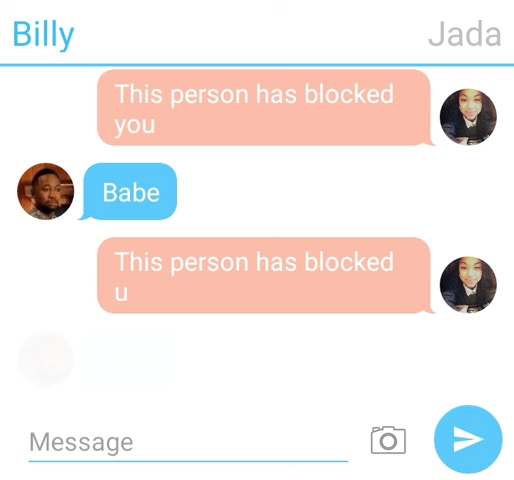 Billy Jada
This person has blocked
you
Babe
This person has blocked
u
Message